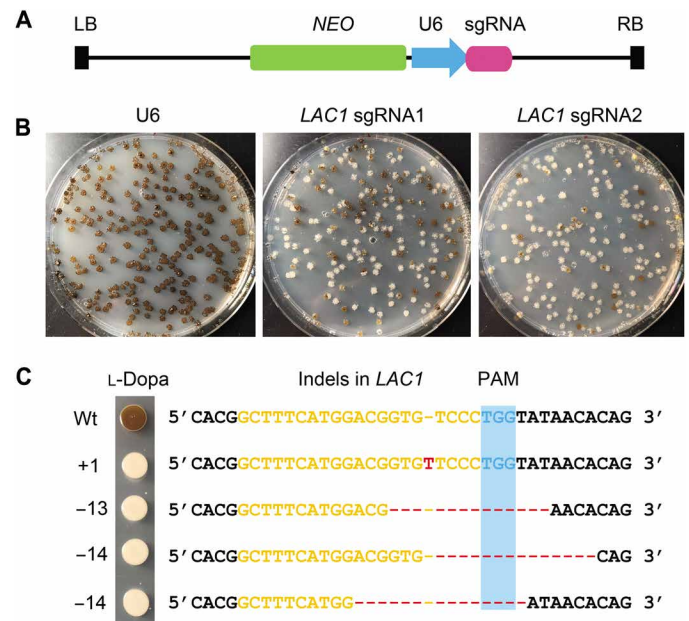 A
LB NEO U6 sgRNA RB
B
U6 LAC1 sgRNA1 LAC1 sgRNA2
C
L-Dopa Indels in LAC1 PAM
Wt 5′CACGGCTTTCATGGACGGTG-TCCCTGGTATAACACAG 3′
+1 5′CACGGCTTTCATGGACGGTGTTCCCTGGTATAACACAG 3′
−13 5′CACGGCTTTCATGGACG--------------AACACAG 3′
−14 5′CACGGCTTTCATGGACGGTG---------------CAG 3′
−14 5′CACGGCTTTCATGG---------------ATAACACAG 3′